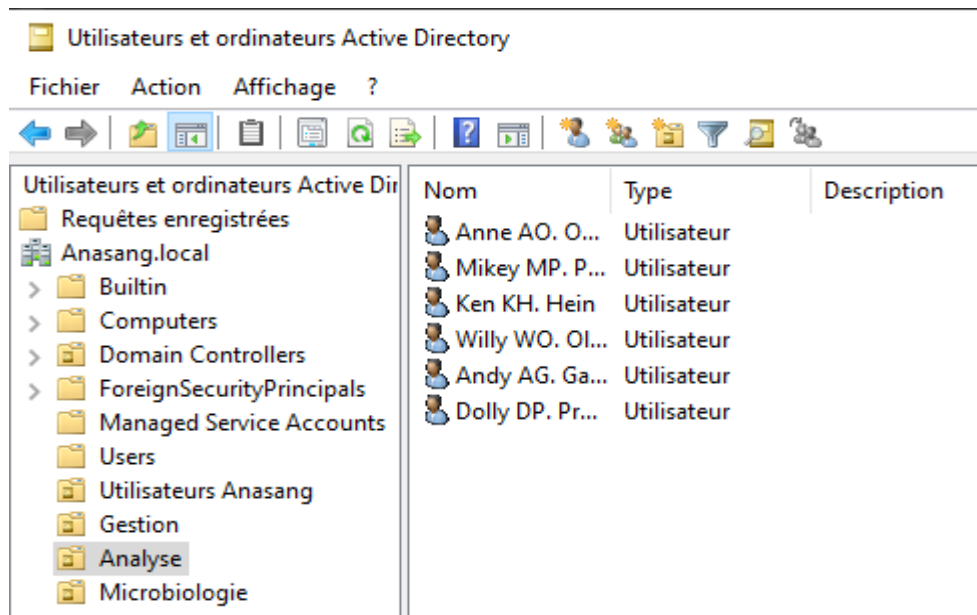 Utilisateurs et ordinateurs Active Directory
Fichier Action Affichage ?
Utilisateurs et ordinateurs Active Dir
Requêtes enregistrées
Anasang.local
Builtin
Computers
Domain Controllers
ForeignSecurityPrincipals
Managed Service Accounts
Users
Utilisateurs Anasang
Gestion
Analyse
Microbiologie
Nom Type Description
Anne AO. O... Utilisateur
Mikey MP. P... Utilisateur
Ken KH. Hein Utilisateur
Willy WO. Ol... Utilisateur
Andy AG. Ga... Utilisateur
Dolly DP. Pr... Utilisateur